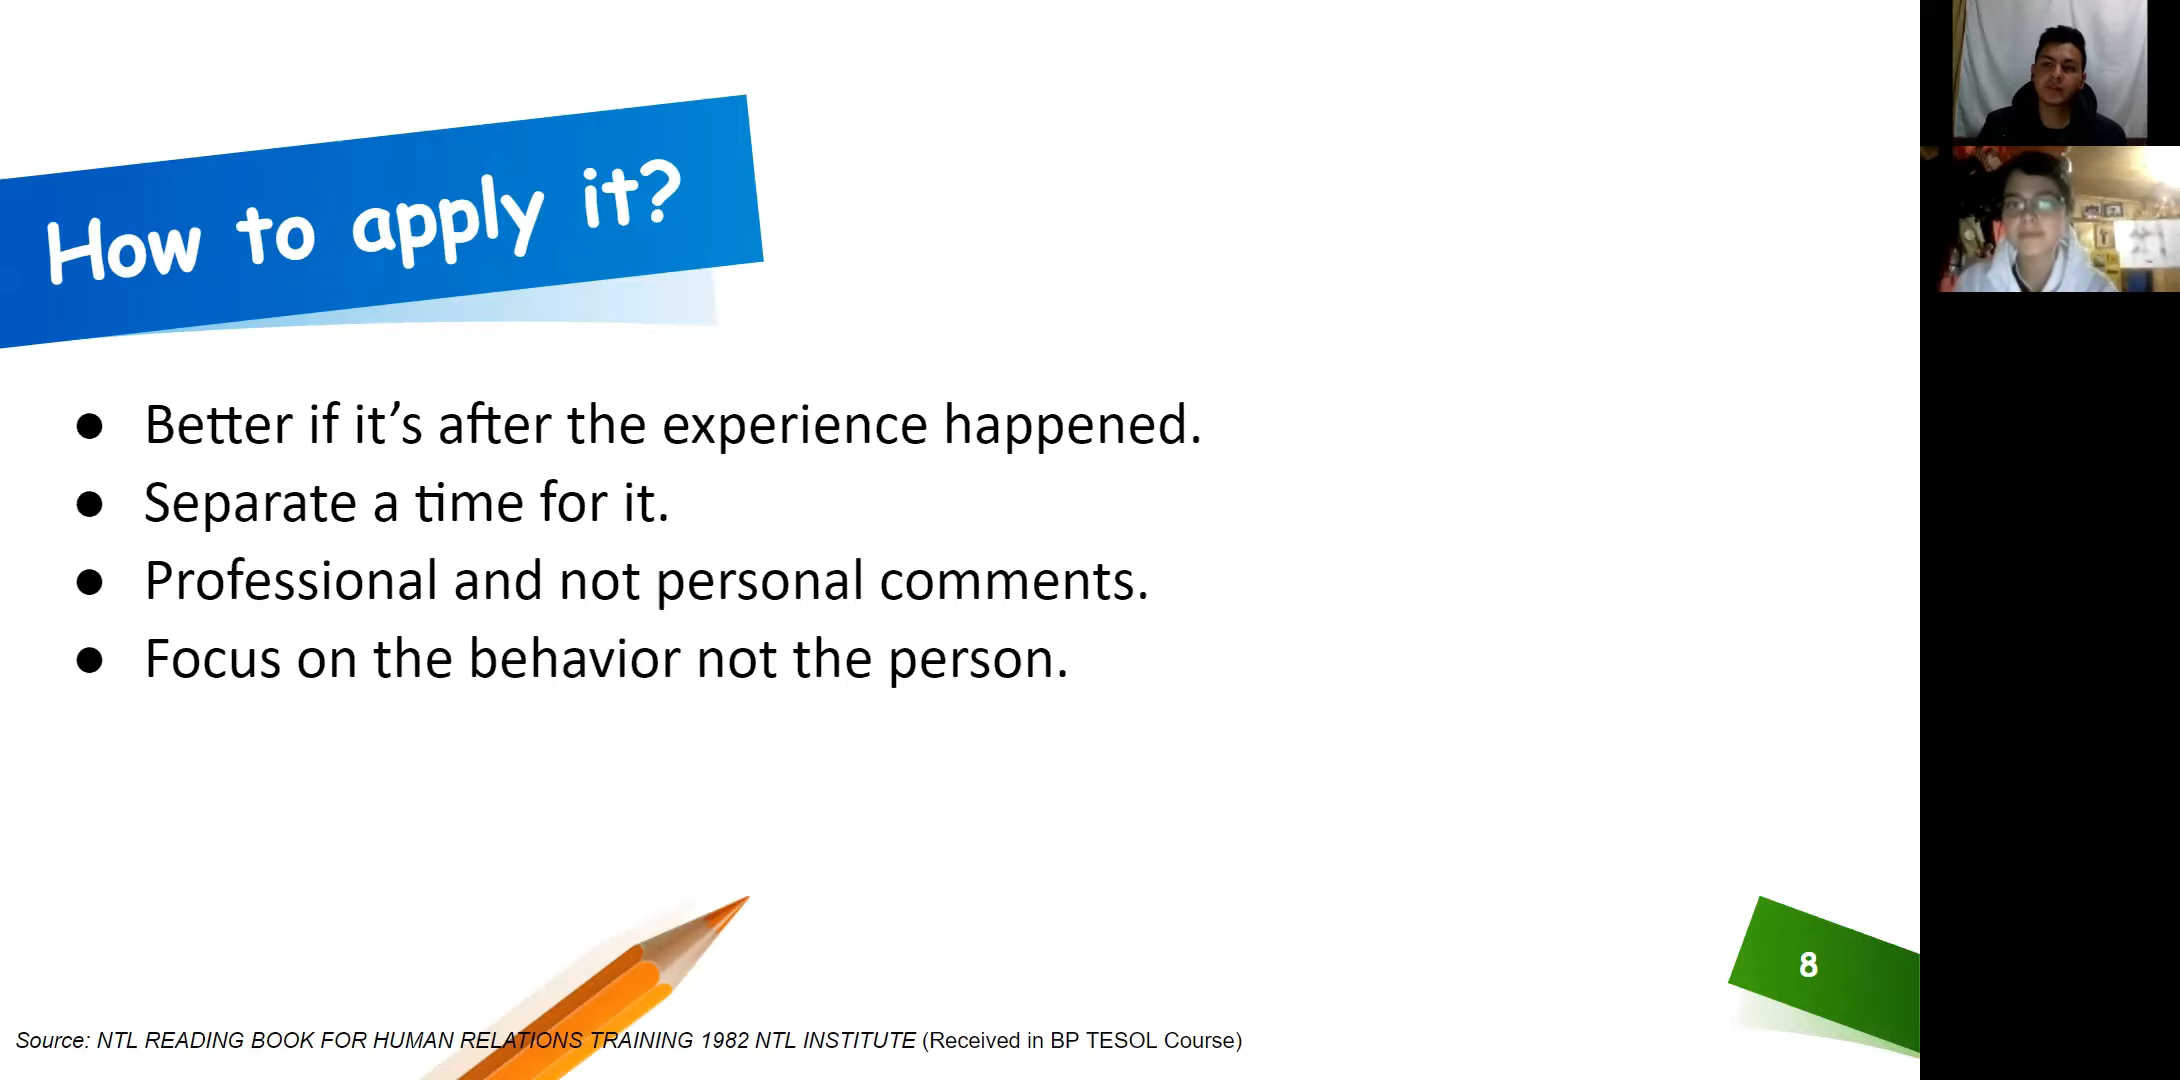 How to apply it?
● Better if it’s after the experience happened.
● Separate a time for it.
● Professional and not personal comments.
● Focus on the behavior not the person.
8
Source: NTL READING BOOK FOR HUMAN RELATIONS TRAINING 1982 NTL INSTITUTE (Received in BP TESOL Course)